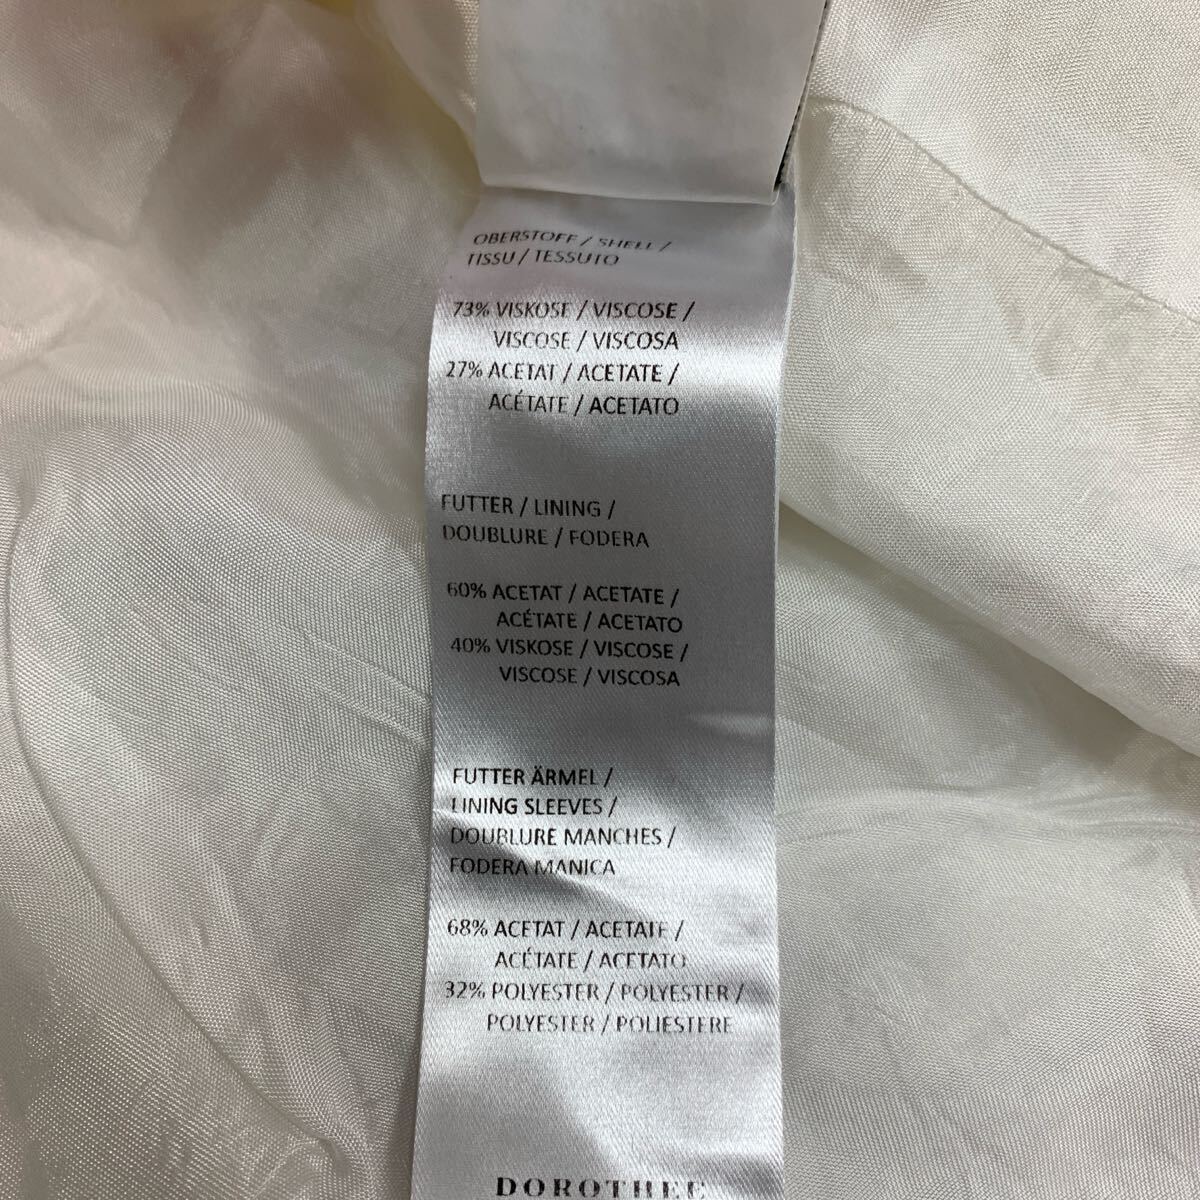 OBERSTOFF / SHELL /
TISSU / TESSUTO
73% VISKOSE / VISCOSE /
VISCOSE / VISCOSA
27% ACETAT / ACETATE /
ACÉTATE / ACETATO
FUTTER / LINING /
DOUBLURE / FODERA
60% ACETAT / ACETATE /
ACÉTATE / ACETATO
40% VISKOSE / VISCOSE /
VISCOSE / VISCOSA
FUTTER ÄRMEL /
LINING SLEEVES /
DOUBLURE MANCHES /
FODERA MANICA
68% ACETAT / ACETATE /
ACÉTATE / ACETATO
32% POLYESTER / POLYESTER /
POLYESTER / POLIESTERE
DOROTHEE